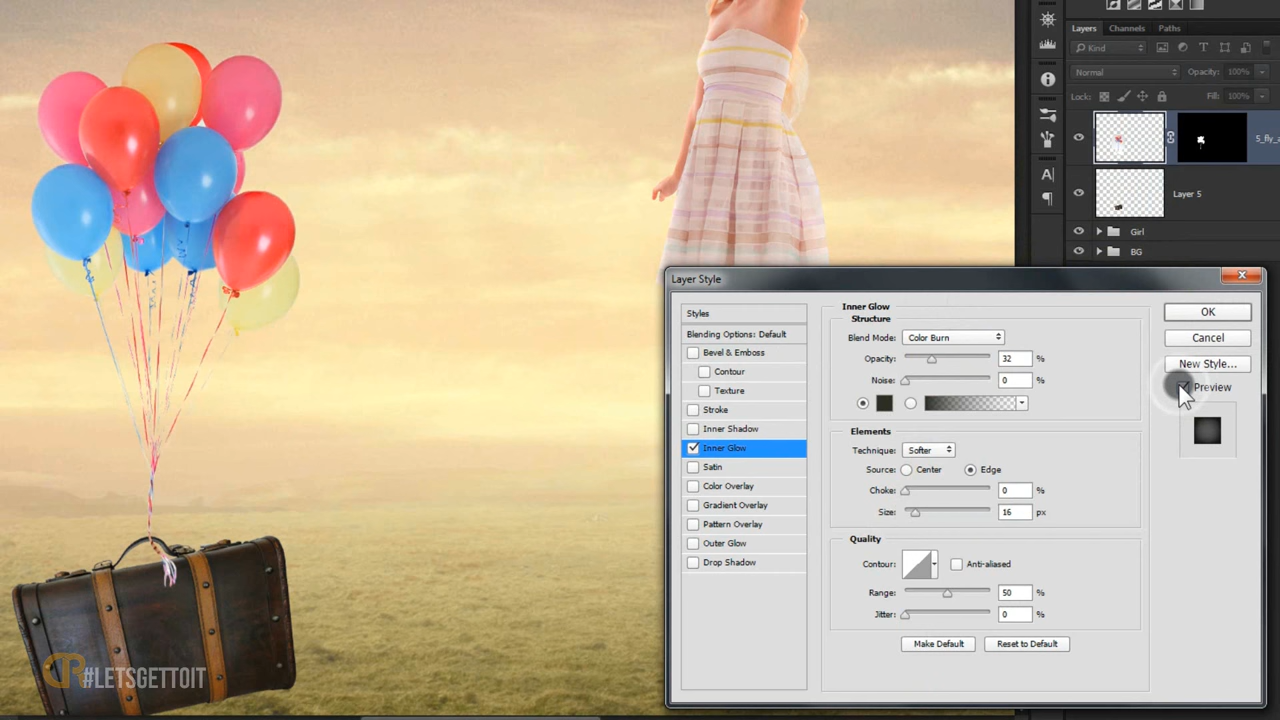 Layers Channels Paths
Kind
Normal Opacity: 100%
Lock: Fill: 100%
S_fly_a
Layer 5
Girl
BG
Layer Style
Styles
Blending Options: Default
Bevel & Emboss
Contour
Texture
Stroke
Inner Shadow
Inner Glow
Satin
Color Overlay
Gradient Overlay
Pattern Overlay
Outer Glow
Drop Shadow
Inner Glow
Structure
Blend Mode: Color Burn
Opacity: 32 %
Noise: 0 %
Elements
Technique: Softer
Source: Center Edge
Choke: 0 %
Size: 16 px
Quality
Contour: Anti-aliased
Range: 50 %
Jitter: 0 %
Make Default Reset to Default
OK
Cancel
New Style...
Preview
#LETSGETTOIT